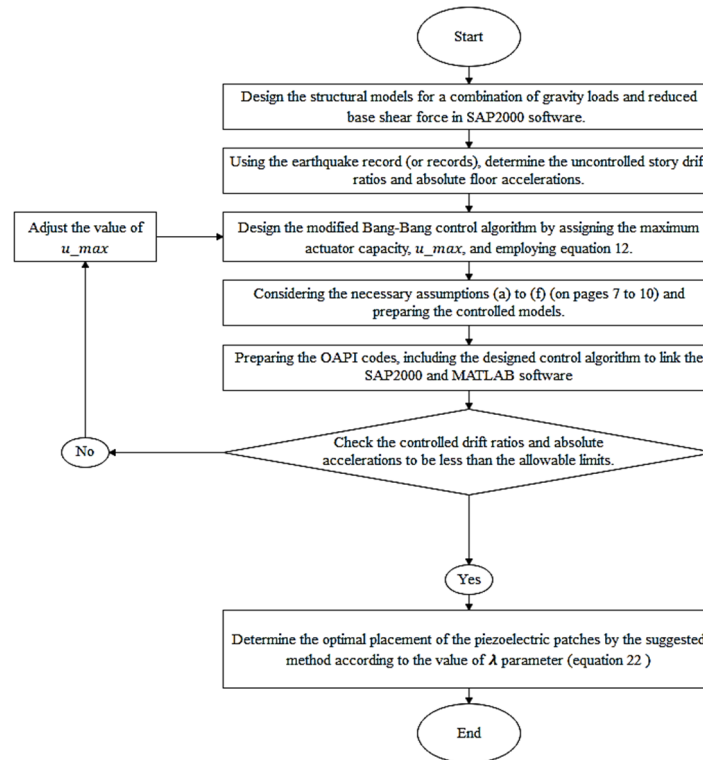 Start
Design the structural models for a combination of gravity loads and reduced
base shear force in SAP2000 software.
Using the earthquake record (or records), determine the uncontrolled story drif
ratios and absolute floor accelerations.
Adjust the value of
u_max
Design the modified Bang-Bang control algorithm by assigning the maximum
actuator capacity, u_max, and employing equation 12.
Considering the necessary assumptions (a) to (f) (on pages 7 to 10) and
preparing the controlled models.
Preparing the OAPI codes, including the designed control algorithm to link the
SAP2000 and MATLAB software
Check the controlled drift ratios and absolute
accelerations to be less than the allowable limits.
No
Yes
Determine the optimal placement of the piezoelectric patches by the suggested
method according to the value of λ parameter (equation 22 )
End